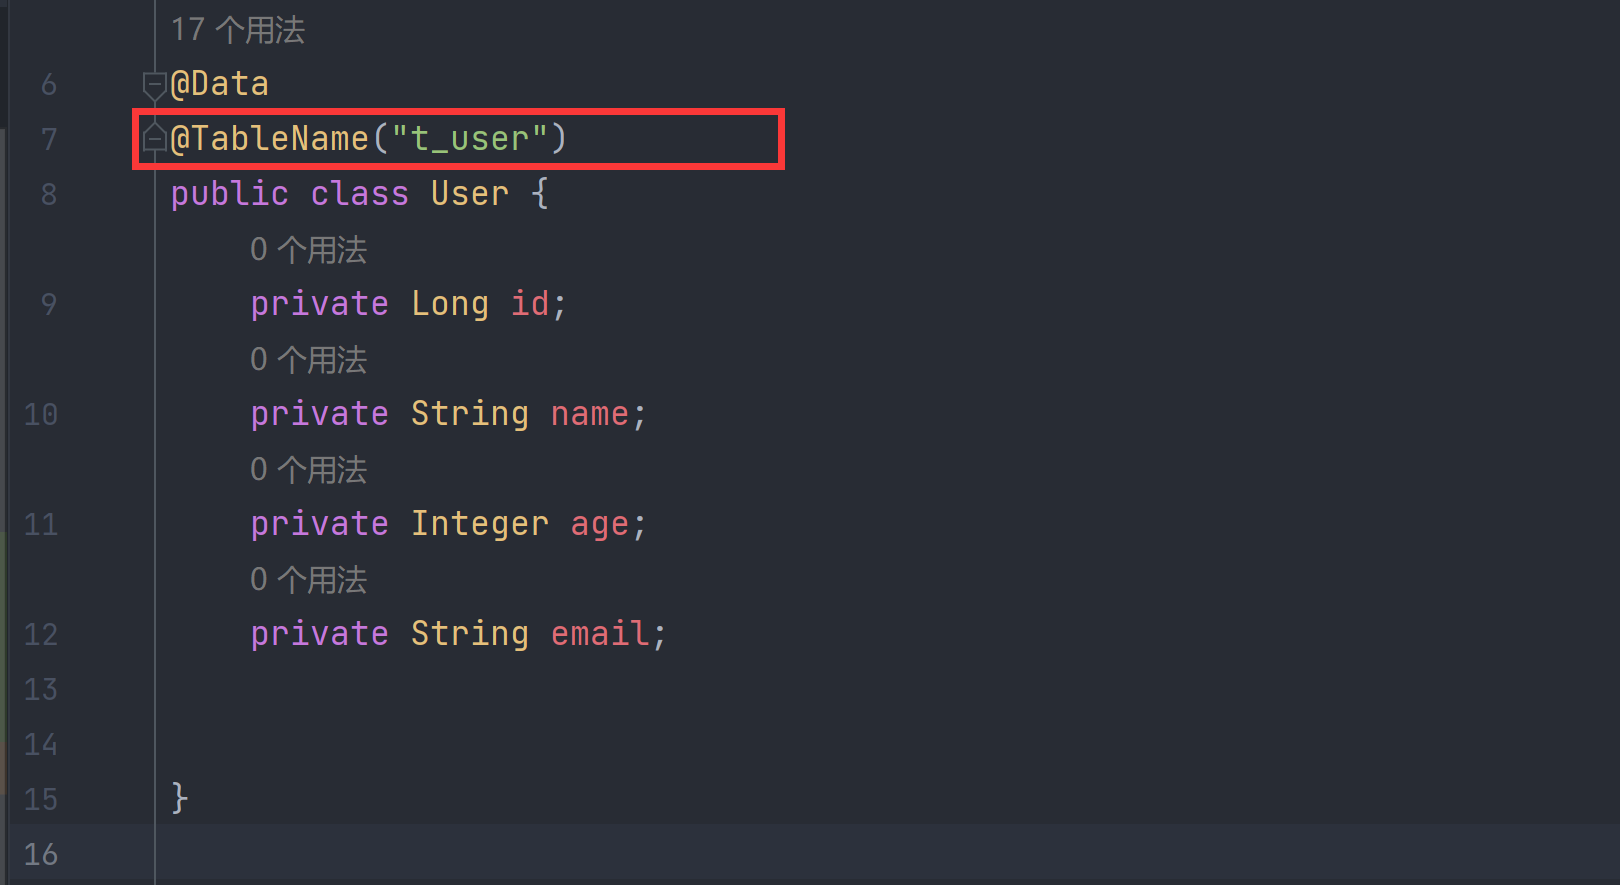 17 个用法
6 @Data
7 @TableName("t_user")
8 public class User {
0 个用法
9 private Long id;
0 个用法
10 private String name;
0 个用法
11 private Integer age;
0 个用法
12 private String email;
13
14
15 }
16